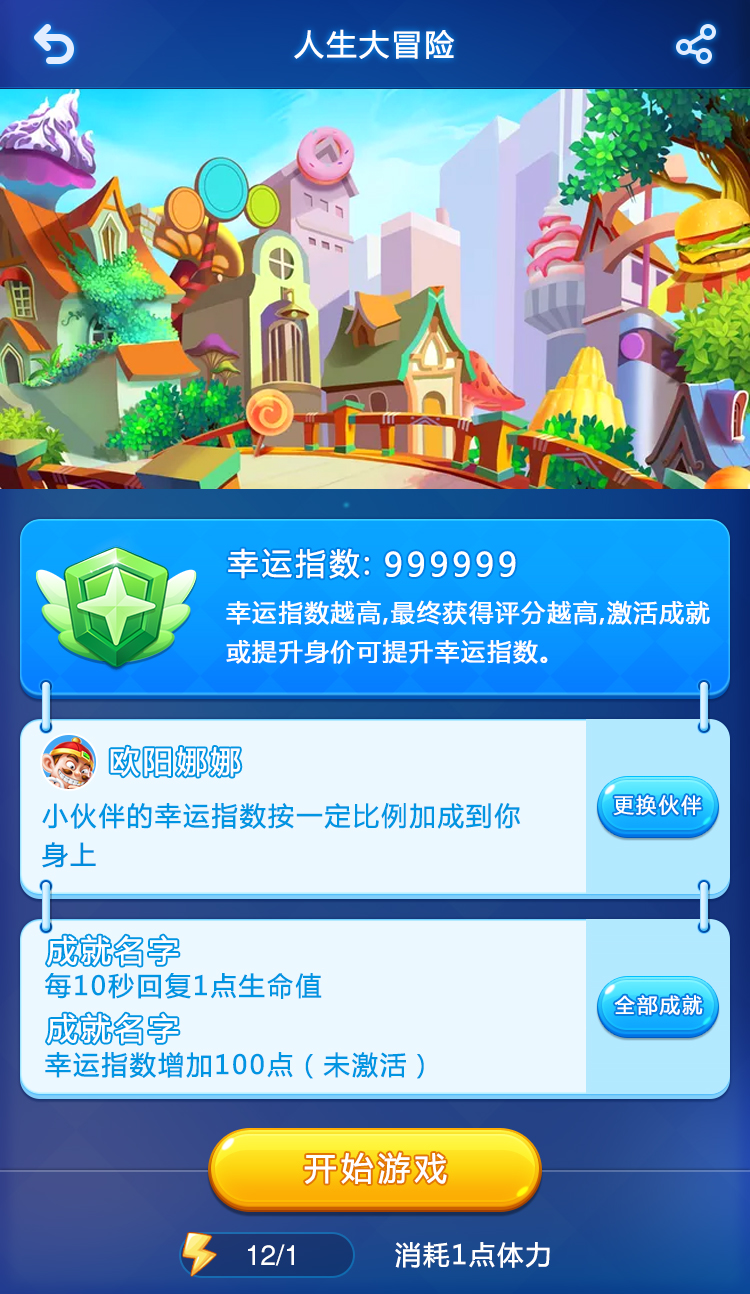 人生大冒险
幸运指数: 999999
幸运指数越高,最终获得评分越高,激活成就
或提升身价可提升幸运指数。
欧阳娜娜
小伙伴的幸运指数按一定比例加成到你
身上
更换伙伴
成就名字
每10秒回复1点生命值
成就名字
幸运指数增加100点（未激活）
全部成就
开始游戏
12/1
消耗1点体力